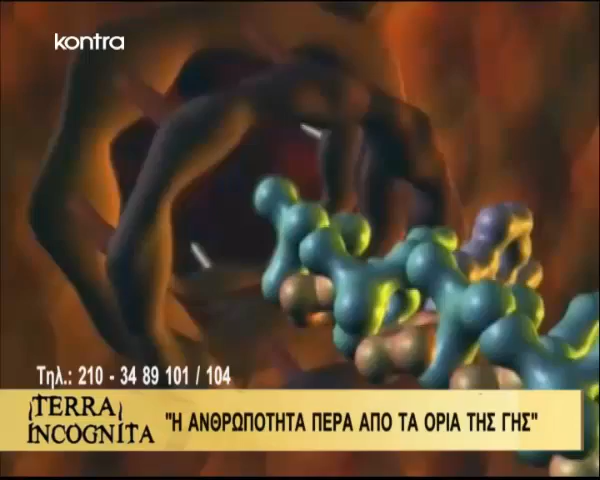 kontra
Τηλ.: 210 - 34 89 101 / 104
TERRA
INCOGNITA
"Η ΑΝΘΡΩΠΟΤΗΤΑ ΠΕΡΑ ΑΠΟ ΤΑ ΟΡΙΑ ΤΗΣ ΓΗΣ"